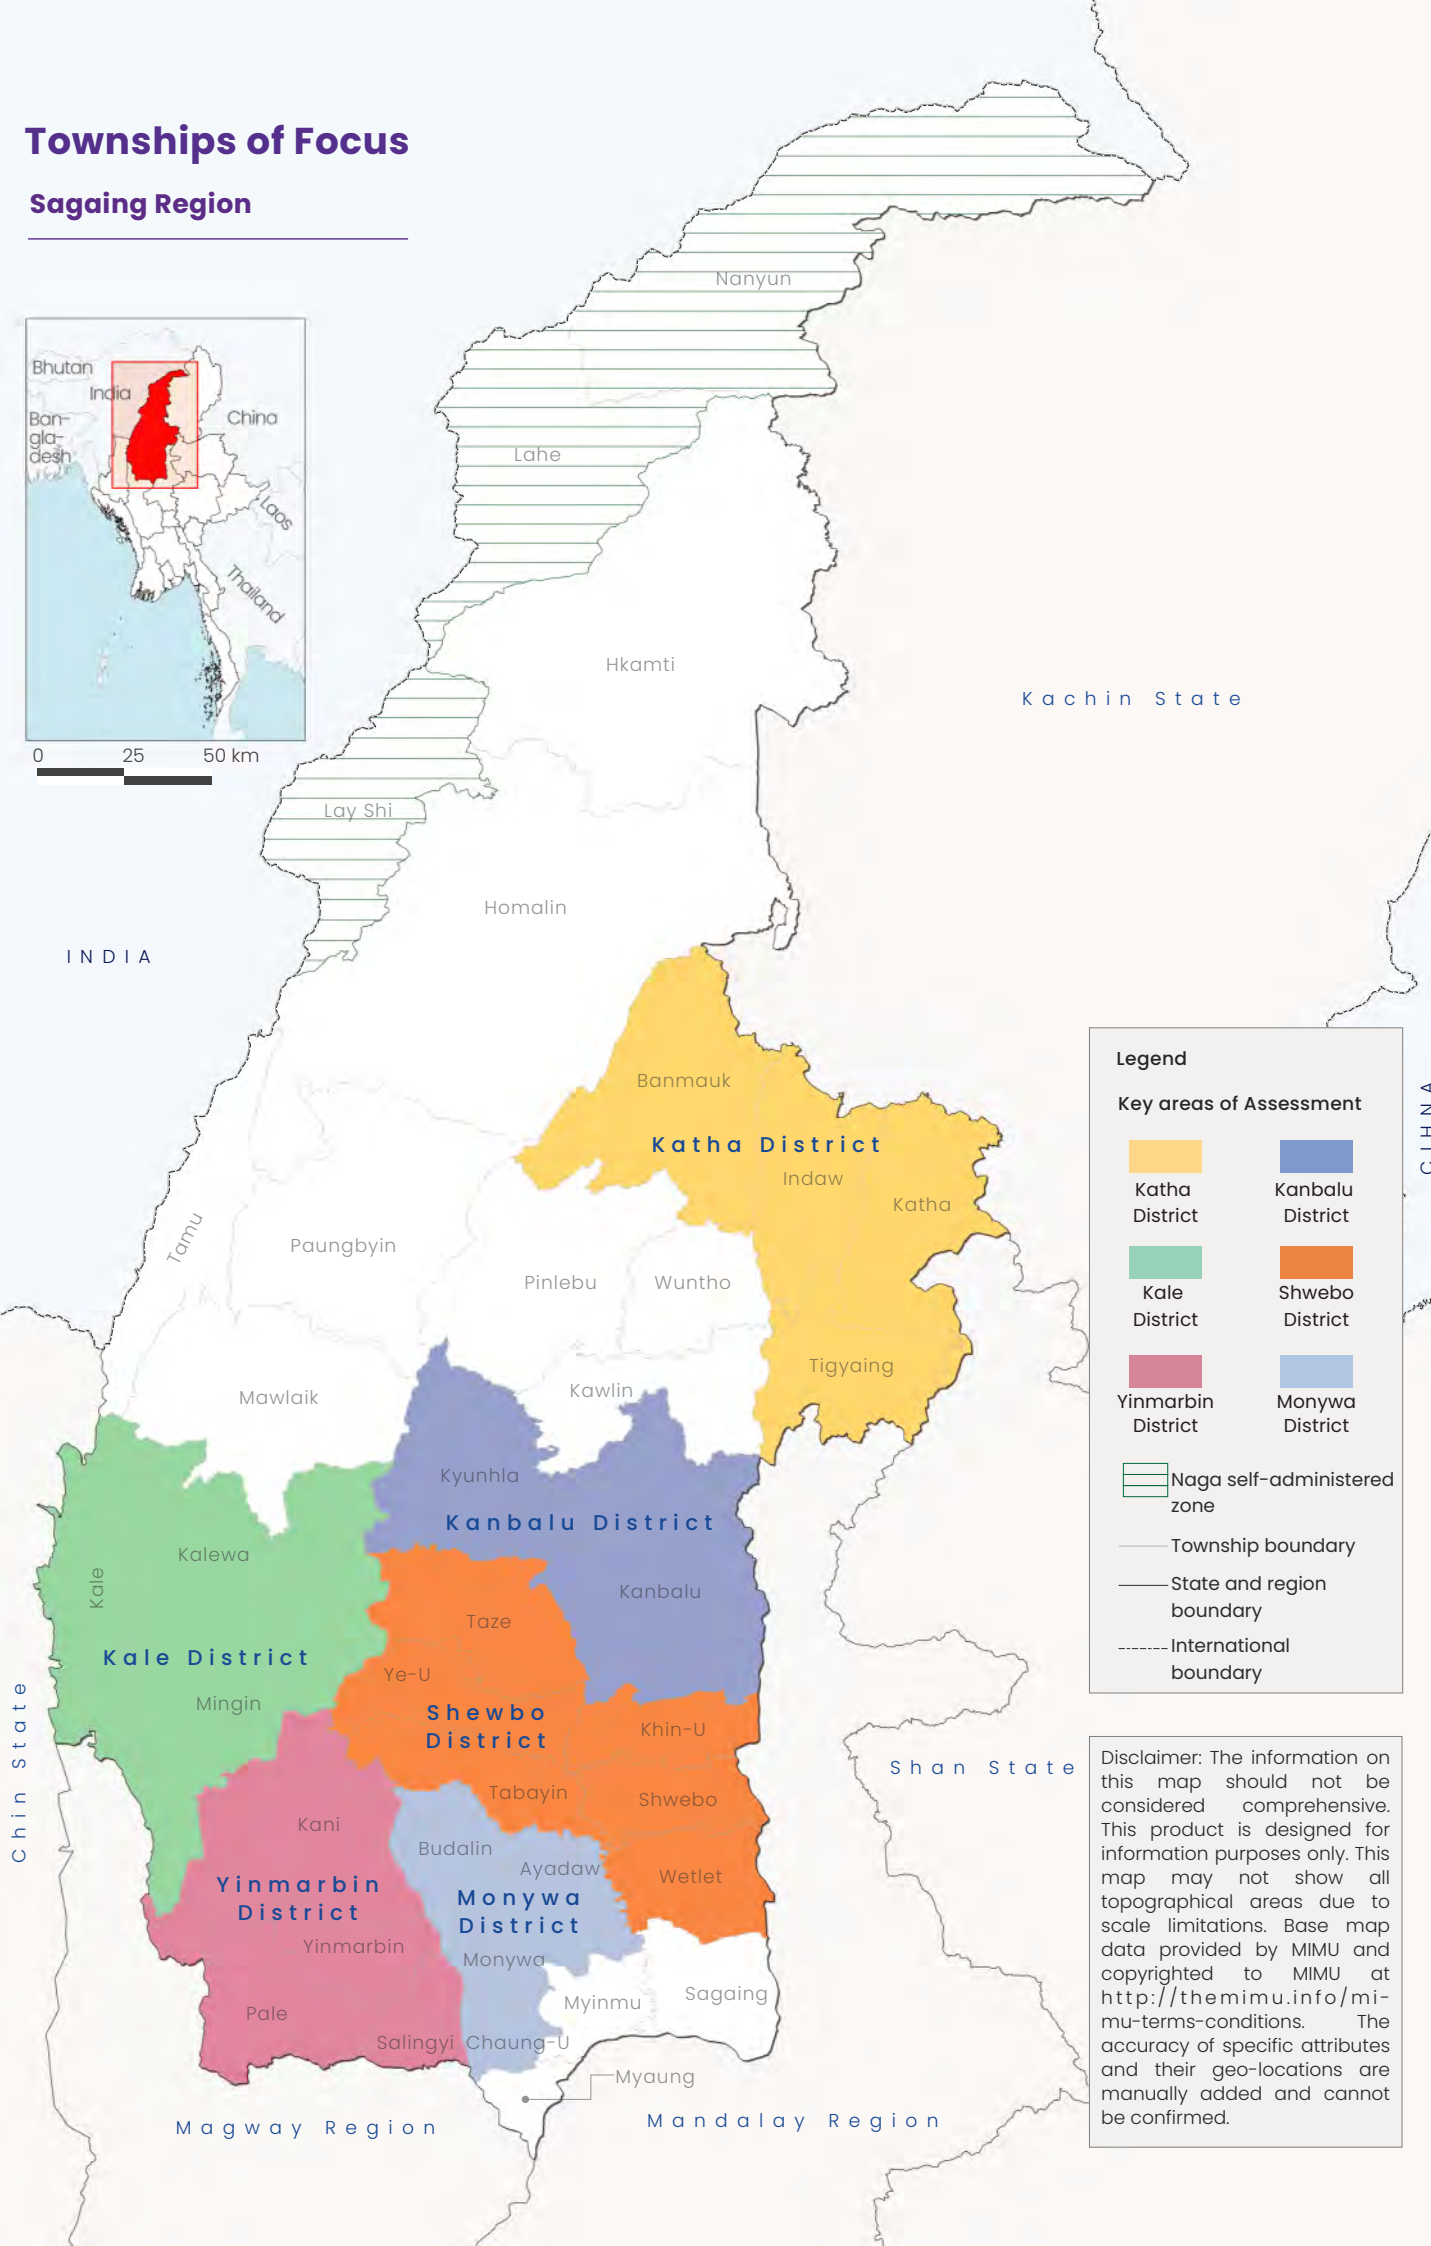 Townships of Focus
Sagaing Region
Bhutan
India
Ban-
gla-
desh
China
Laos
Thailand
0 25 50 km
Nanyun
Lahe
Hkamti
Kachin State
Lay Shi
Homalin
INDIA
Banmauk
Katha District
Indaw
Katha
Tamu
Paungbyin
Pinlebu
Wuntho
Tigyaing
Mawlaik
Kawlin
Kyunhla
Kanbalu District
Kalewa
Kale
Kanbalu
Taze
Kale District
Ye-U
Mingin
Shewbo
District
Khin-U
Chin State
Shan State
Tabayin
Shwebo
Kani
Budalin
Ayadaw
Wetlet
Yinmarbin
District
Monywa
District
Yinmarbin
Monywa
Sagaing
Myinmu
Pale
Salingyi
Chaung-U
Myaung
Magway Region
Mandalay Region
CIHNA
Legend
Key areas of Assessment
Katha
District
Kanbalu
District
Kale
District
Shwebo
District
Yinmarbin
District
Monywa
District
Naga self-administered
zone
Township boundary
State and region
boundary
International
boundary
Disclaimer: The information on
this map should not be
considered comprehensive.
This product is designed for
information purposes only. This
map may not show all
topographical areas due to
scale limitations. Base map
data provided by MIMU and
copyrighted to MIMU at
http://themimu.info/mi-
mu-terms-conditions. The
accuracy of specific attributes
and their geo-locations are
manually added and cannot
be confirmed.